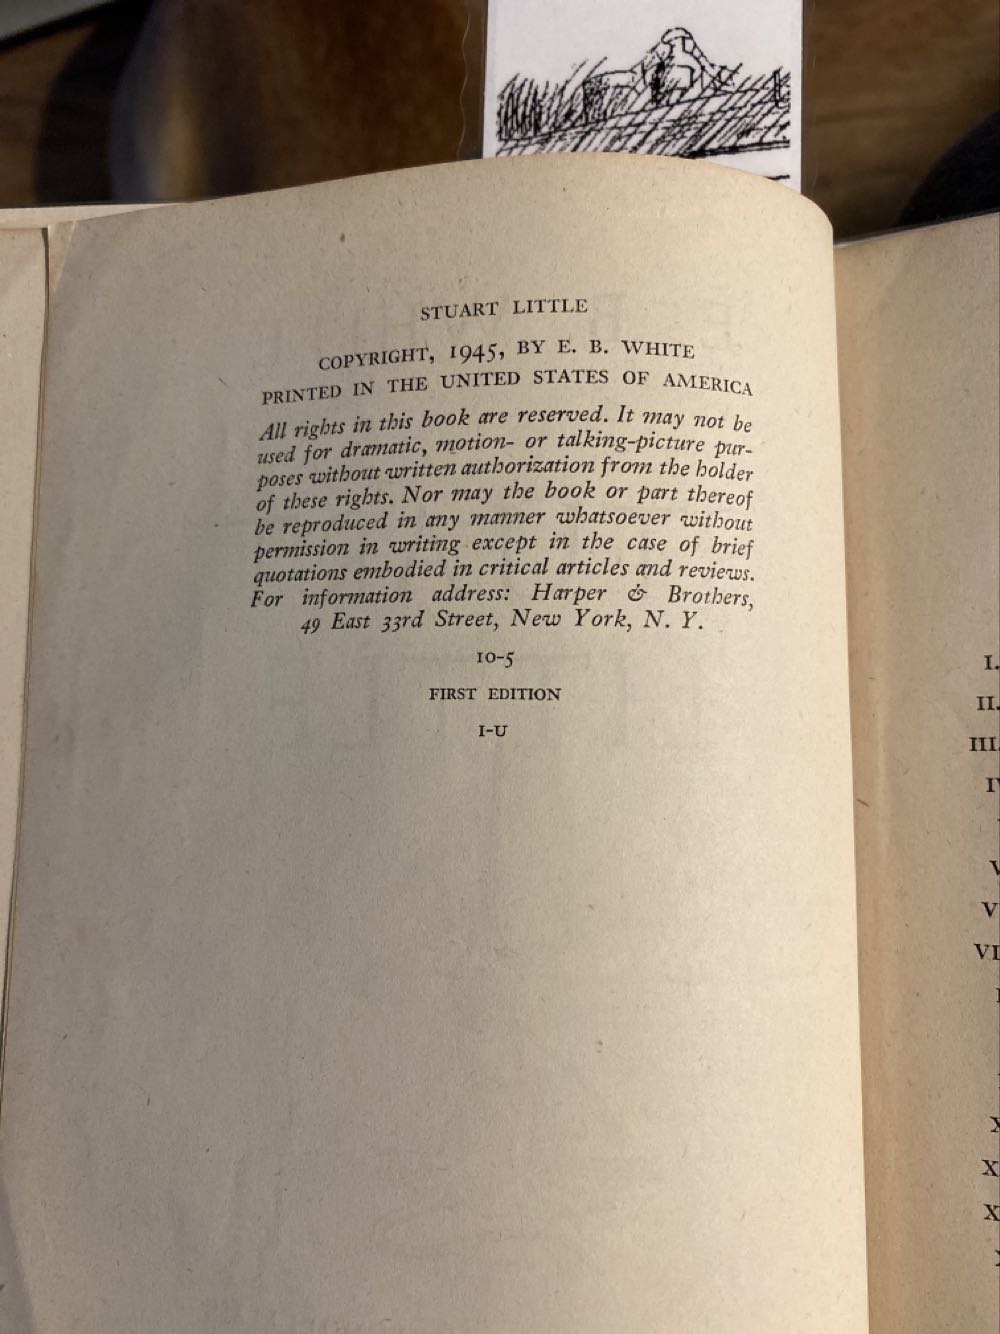 STUART LITTLE
COPYRIGHT, 1945, BY E. B. WHITE
PRINTED IN THE UNITED STATES OF AMERICA
All rights in this book are reserved. It may not be
used for dramatic, motion- or talking-picture pur-
poses without written authorization from the holder
of these rights. Nor may the book or part thereof
be reproduced in any manner whatsoever without
permission in writing except in the case of brief
quotations embodied in critical articles and reviews.
For information address: Harper & Brothers,
49 East 33rd Street, New York, N. Y.
10-5
FIRST EDITION
I-U
I.
II.
III.